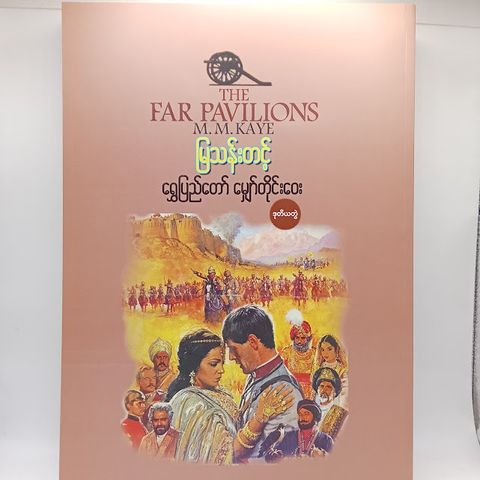 THE
FAR PAVILIONS
M. M. KAYE
မြသန်းတင့်
ရွှေပြည်တော် မျှော်တိုင်းဝေး
ဒုတိယတွဲ